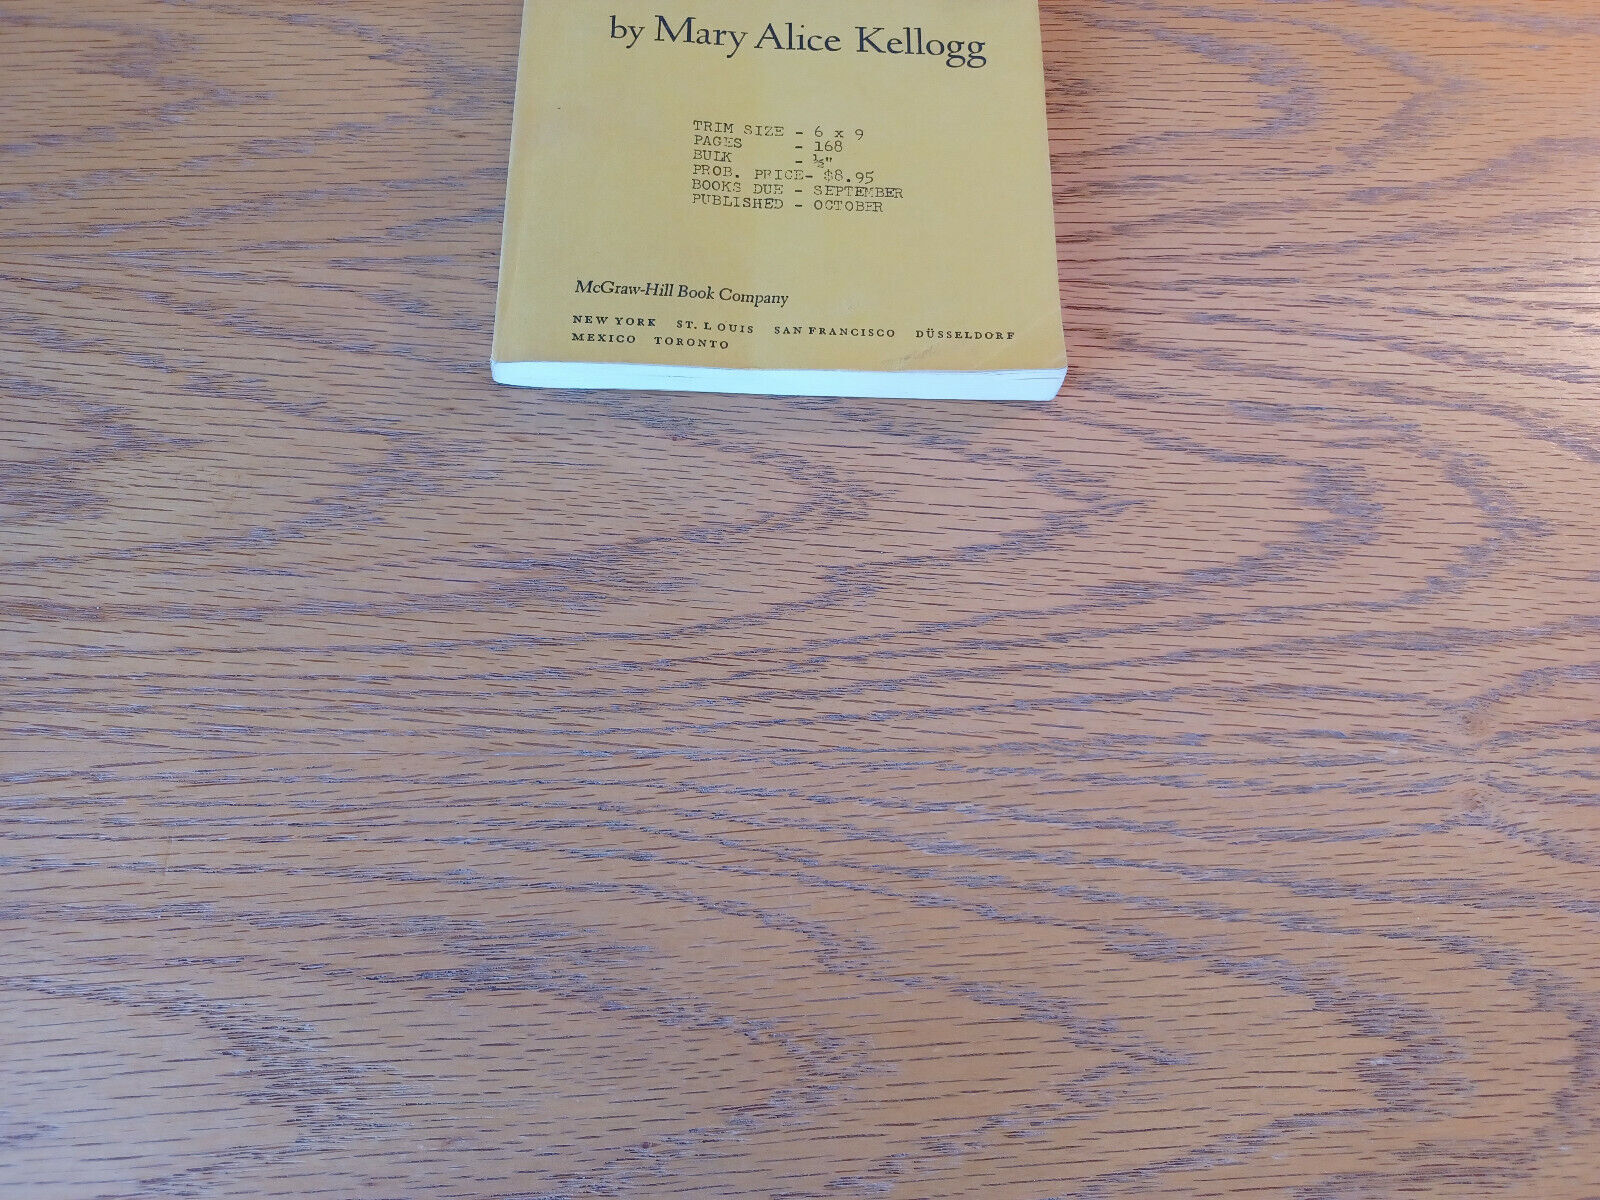 by Mary Alice Kellogg
TRIM SIZE - 6 x 9
PAGES - 168
BULK - ½"
PROB. PRICE- $8.95
BOOKS DUE - SEPTEMBER
PUBLISHED - OCTOBER
McGraw-Hill Book Company
NEW YORK ST. LOUIS SAN FRANCISCO DÜSSELDORF
MEXICO TORONTO